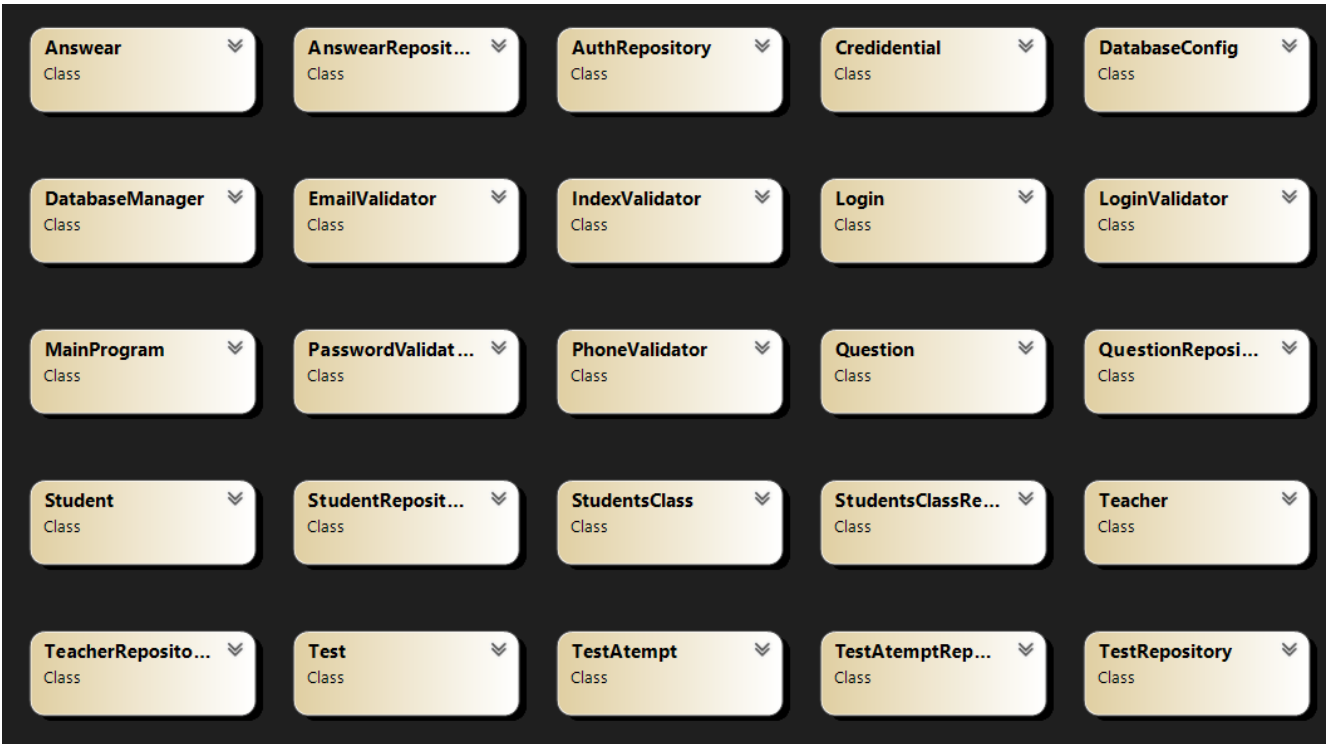 Answear
Class
AnswearReposit...
Class
AuthRepository
Class
Credidential
Class
DatabaseConfig
Class
DatabaseManager
Class
EmailValidator
Class
IndexValidator
Class
Login
Class
LoginValidator
Class
MainProgram
Class
PasswordValidat...
Class
PhoneValidator
Class
Question
Class
QuestionReposi...
Class
Student
Class
StudentReposit...
Class
StudentsClass
Class
StudentsClassRe...
Class
Teacher
Class
TeacherReposito...
Class
Test
Class
TestAtempt
Class
TestAtemptRep...
Class
TestRepository
Class